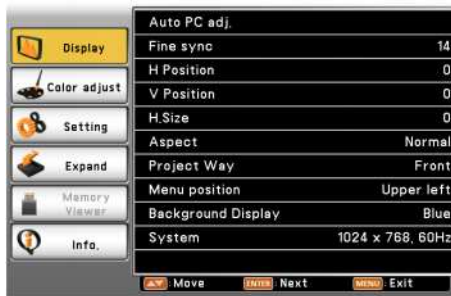 Display
Color adjust
Setting
Expand
Memory
Viewer
Info.
Auto PC adj.
Fine sync 14
H Position 0
V Position 0
H.Size 0
Aspect Normal
Project Way Front
Menu position Upper left
Background Display Blue
System 1024 x 768, 60Hz
▲▼ :Move ENTER :Next MENU :Exit